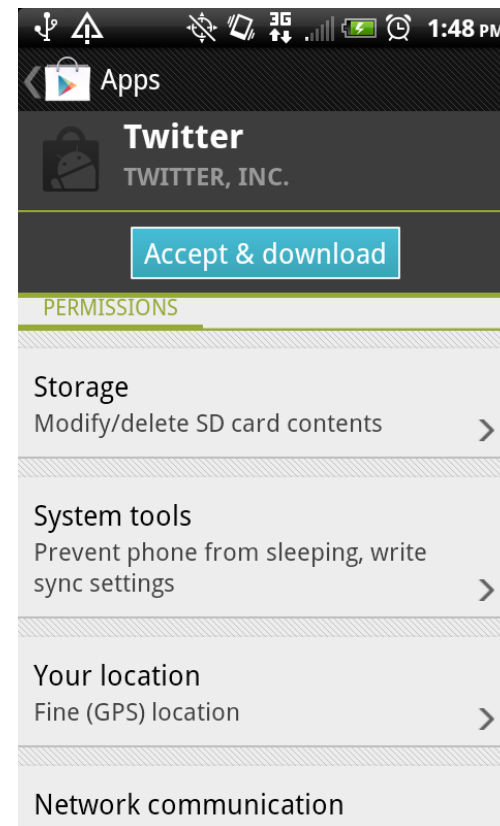 3G 1:48 PM
Apps
Twitter
TWITTER, INC.
Accept & download
PERMISSIONS
Storage
Modify/delete SD card contents
System tools
Prevent phone from sleeping, write
sync settings
Your location
Fine (GPS) location
Network communication